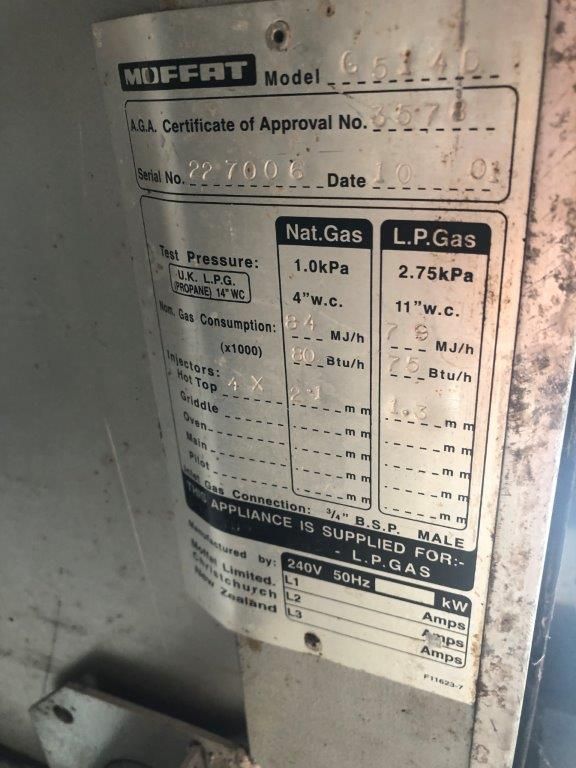 MOFFAT Model G514D
A.G.A. Certificate of Approval No. 3578
Serial No. 227006 Date 10 01
Nat.Gas L.P.Gas
Test Pressure: 1.0kPa 2.75kPa
U.K. L.P.G.
(PROPANE) 14"WC
4"w.c. 11"w.c.
Nom. Gas Consumption: 84 MJ/h 79 MJ/h
(x1000) 80 Btu/h 75 Btu/h
Injectors:
Hot Top 4 X 2.1 mm 1.3 mm
Griddle mm mm
Oven mm mm
Main mm mm
Pilot mm mm
Inlet Gas Connection: 3/4" B.S.P. MALE
THIS APPLIANCE IS SUPPLIED FOR:-
- L.P.GAS
Manufactured by:
Moffat Limited.
Christchurch
New Zealand
240V 50Hz kW
L1 Amps
L2 Amps
L3 Amps
F11623-7